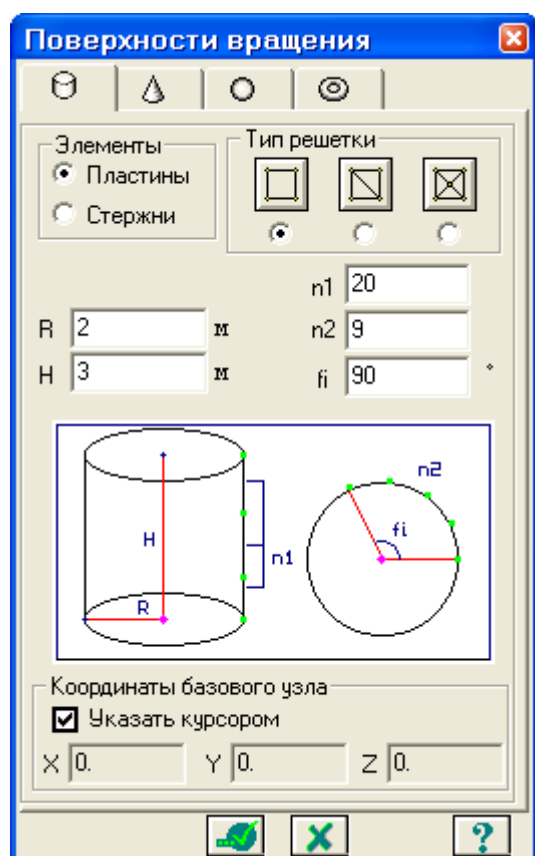 Поверхности вращения
Элементы
Пластины
Стержни
Тип решетки
n1 20
R 2 м n2 9
H 3 м fi 90 °
H
R
n1
n2
fi
Координаты базового узла
Указать курсором
X 0. Y 0. Z 0.
?